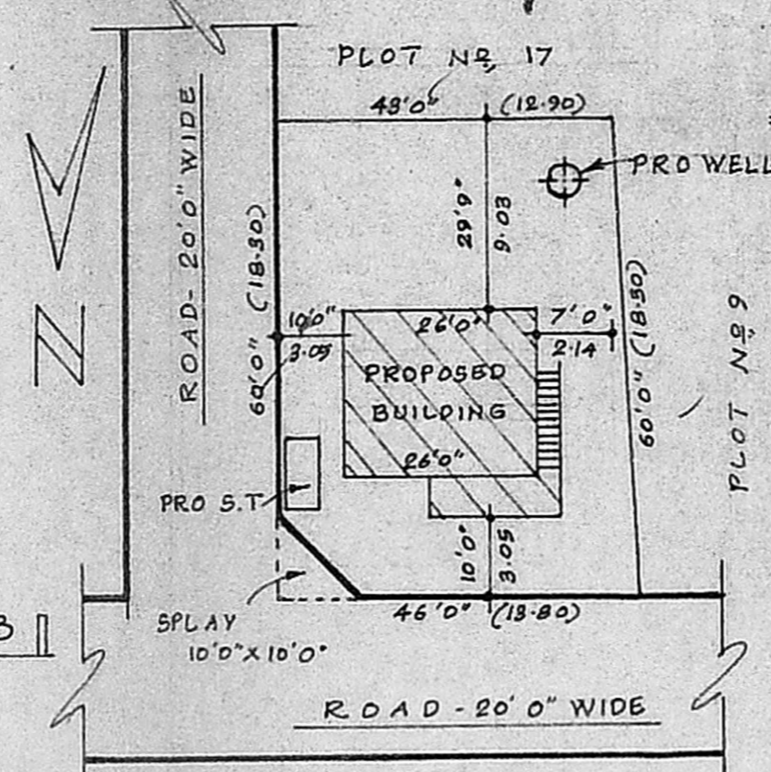 PLOT NO 17
43'0" (12.90)
PRO WELL
ROAD- 20'0" WIDE
60'0" (18.30)
29'9"
9.03
10'0"
3.05
26'0"
7'0"
2.14
PROPOSED
BUILDING
26'0"
60'0" (18.30)
PLOT NO 9
N
PRO S.T
10'0"
3.05
46'0" (13.80)
SPLAY
10'0" X 10'0"
ROAD - 20' 0" WIDE